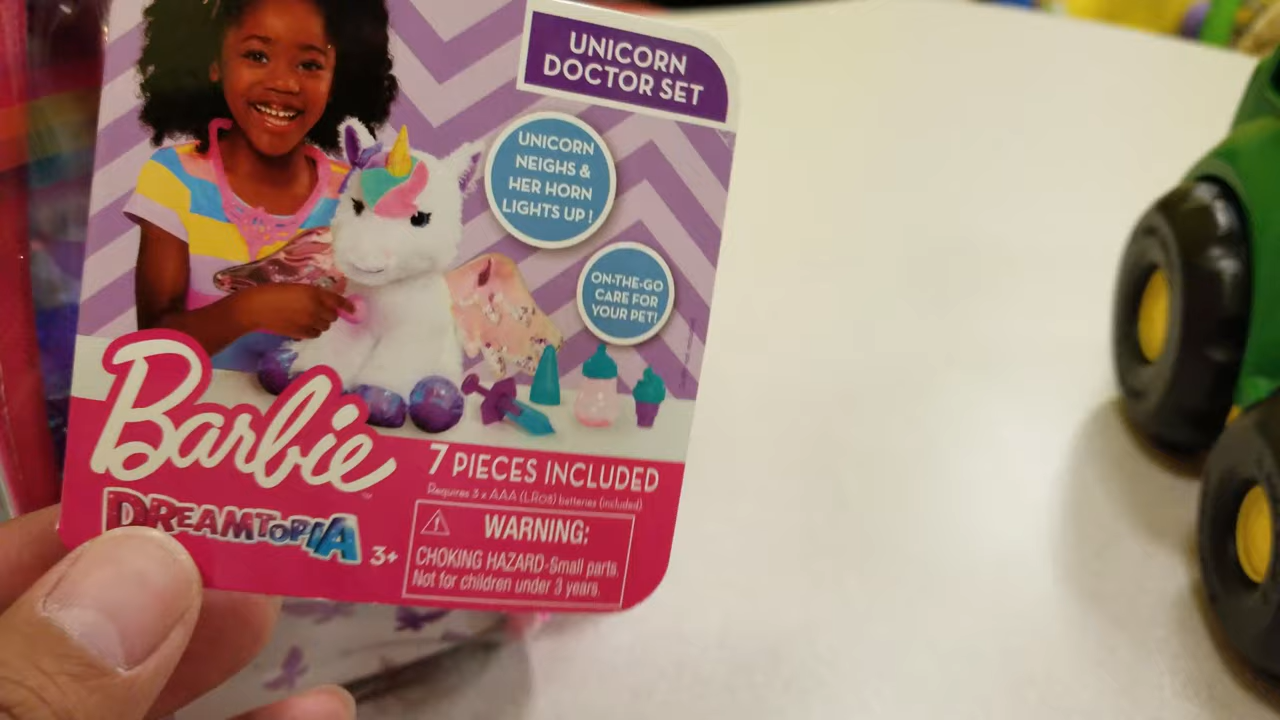 UNICORN
DOCTOR SET
UNICORN
NEIGHS &
HER HORN
LIGHTS UP!
ON-THE-GO
CARE FOR
YOUR PET!
Barbie
DREAMTOPIA
3+
7 PIECES INCLUDED
Requires 3 x AAA (LR03) batteries (included)
WARNING:
CHOKING HAZARD-Small parts.
Not for children under 3 years.